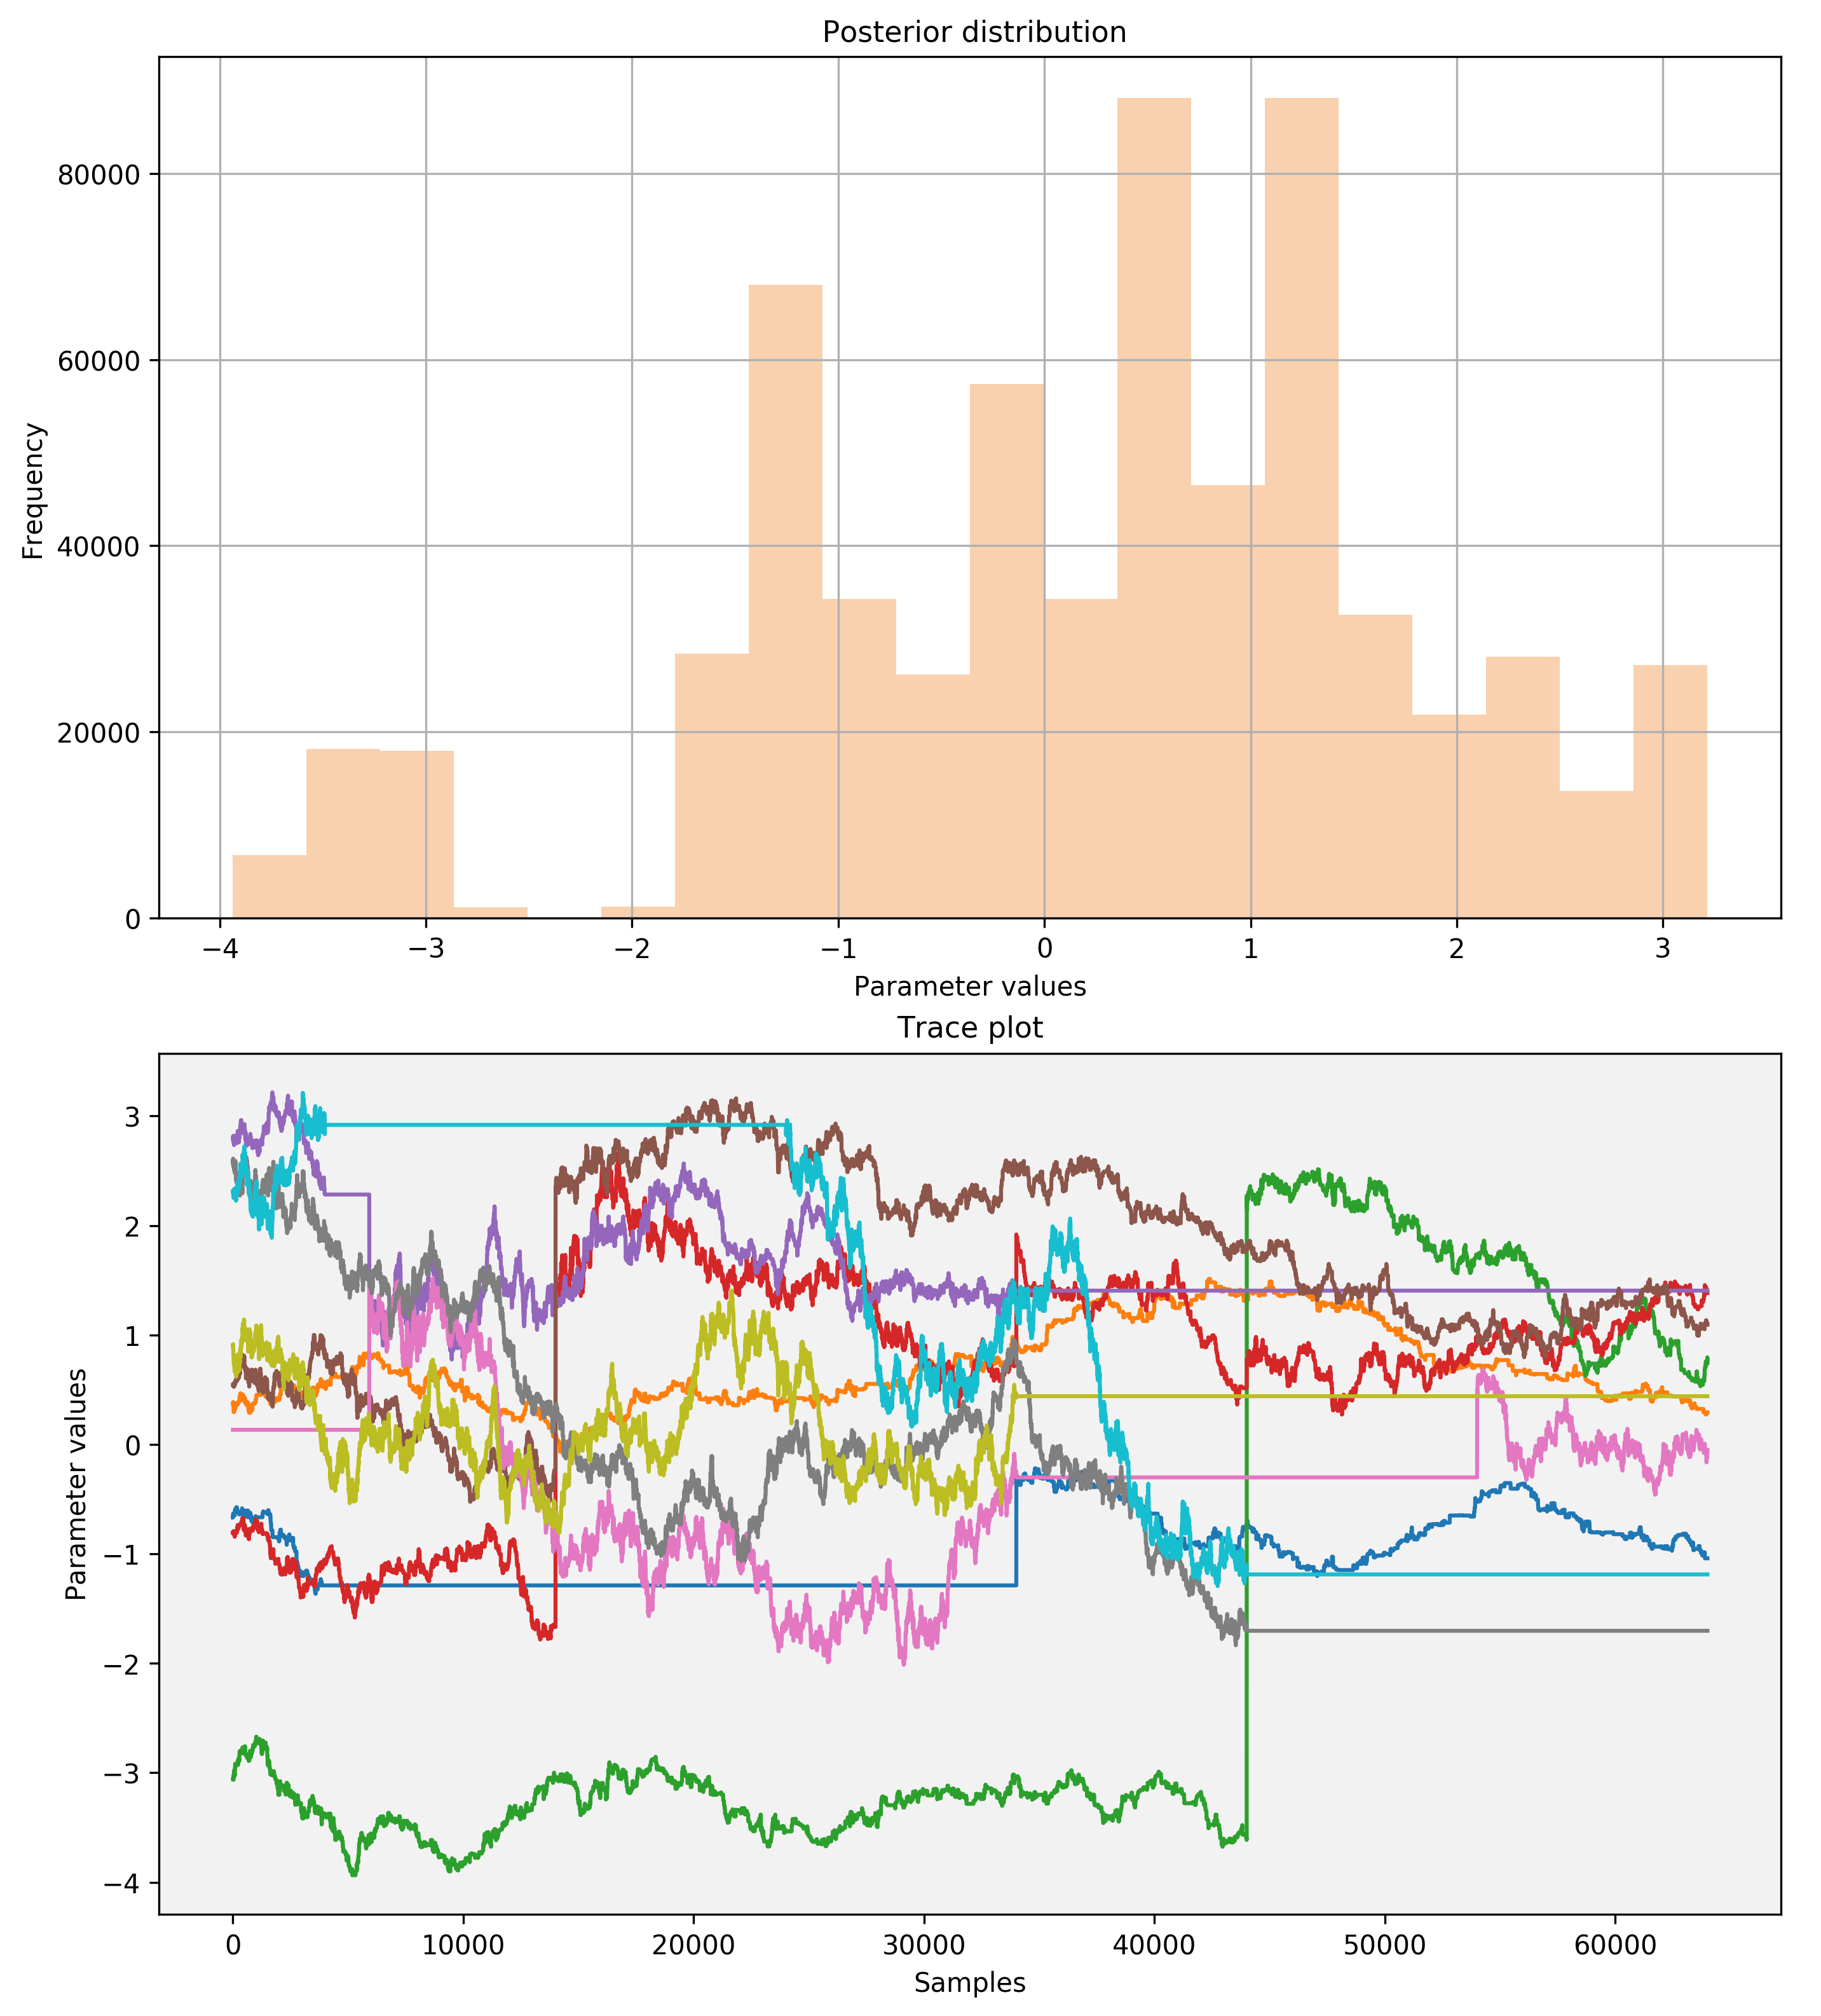 Posterior distribution
80000
60000
40000
20000
0
Frequency
−4 −3 −2 −1 0 1 2 3
Parameter values
Trace plot
3
2
1
0
−1
−2
−3
−4
Parameter values
0 10000 20000 30000 40000 50000 60000
Samples